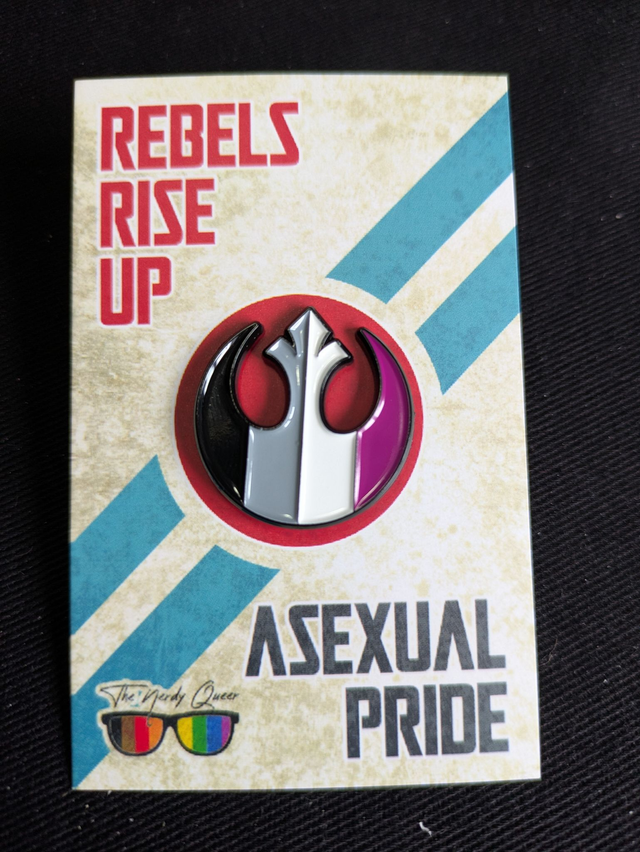 REBELS
RISE
UP
ASEXUAL
PRIDE
The Nerdy Queer